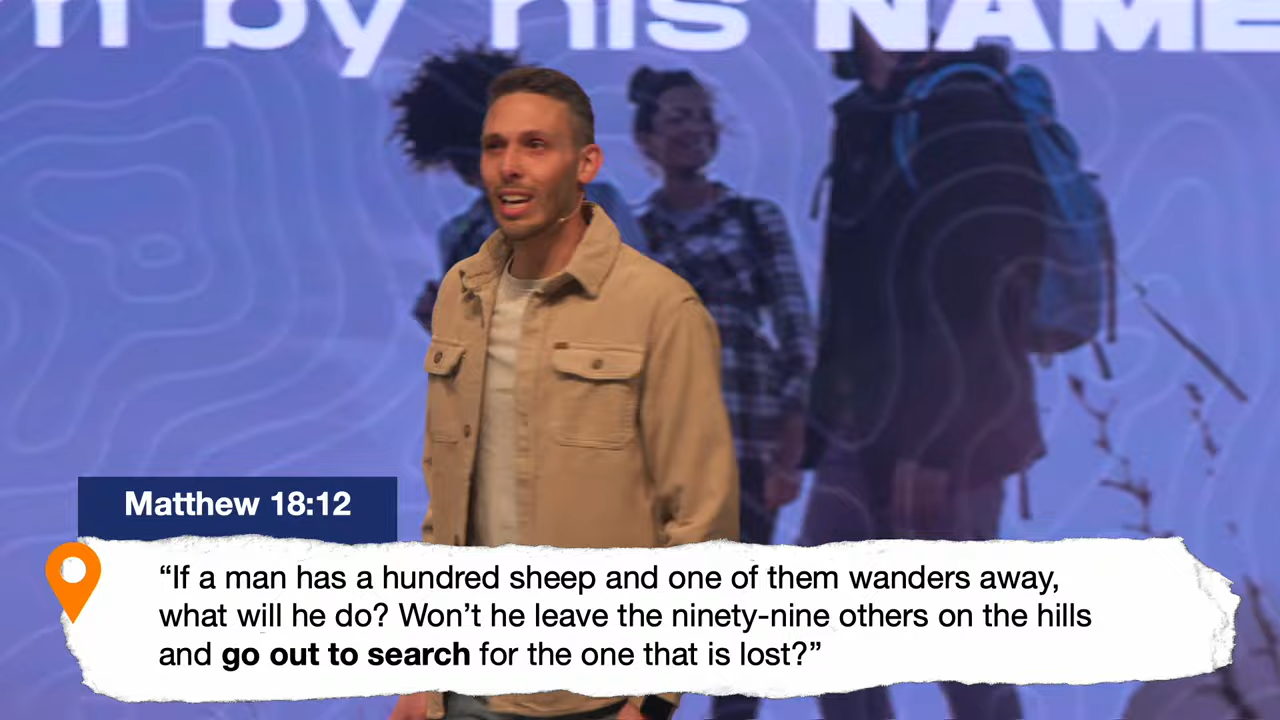 by his NAME
Matthew 18:12
“If a man has a hundred sheep and one of them wanders away,
what will he do? Won’t he leave the ninety-nine others on the hills
and go out to search for the one that is lost?”